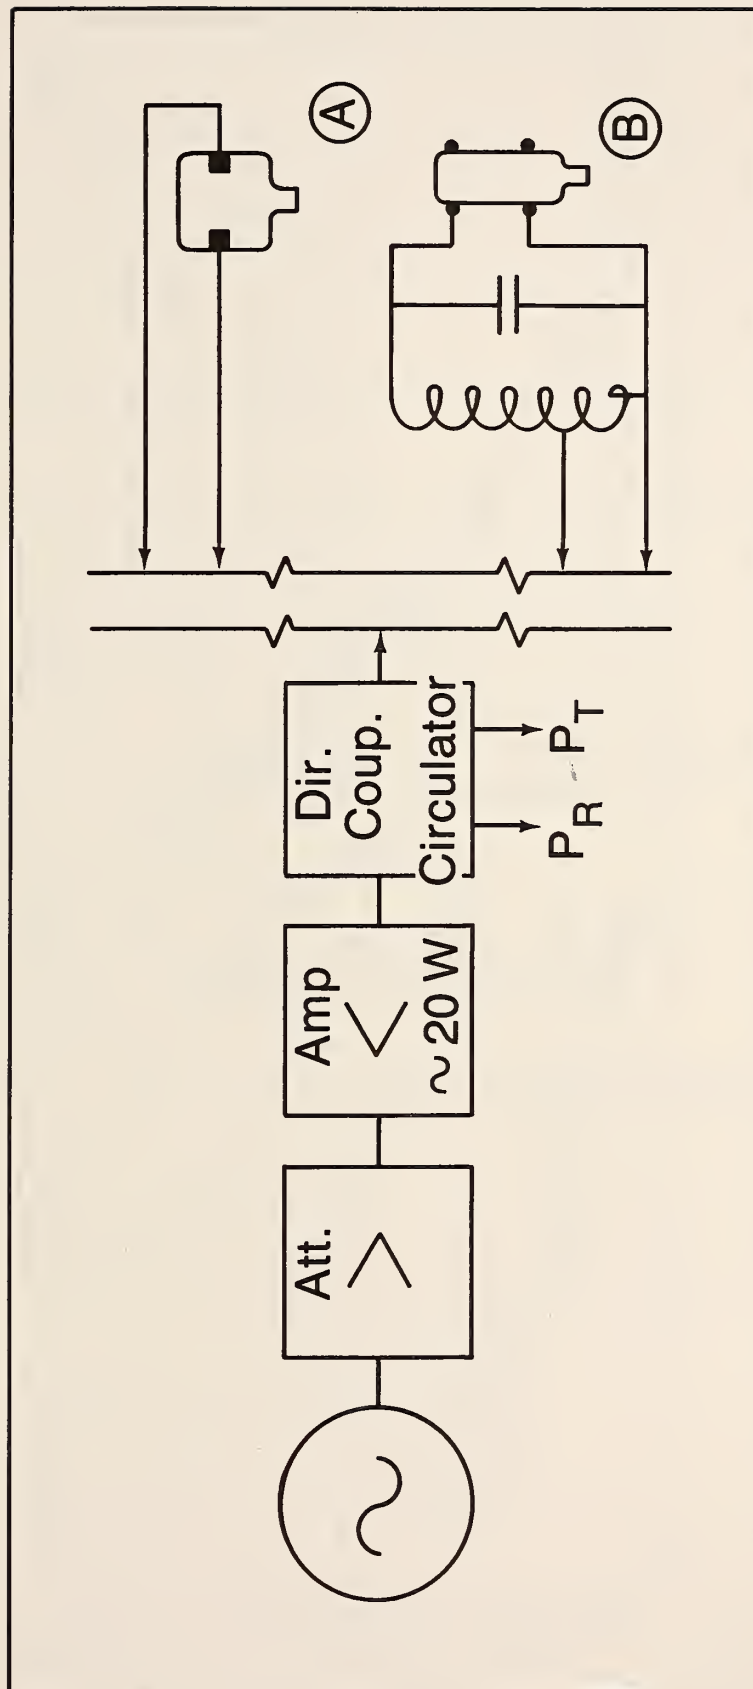 Att.
Amp
~20 W
Dir.
Coup.
Circulator
P_R
P_T
A
B